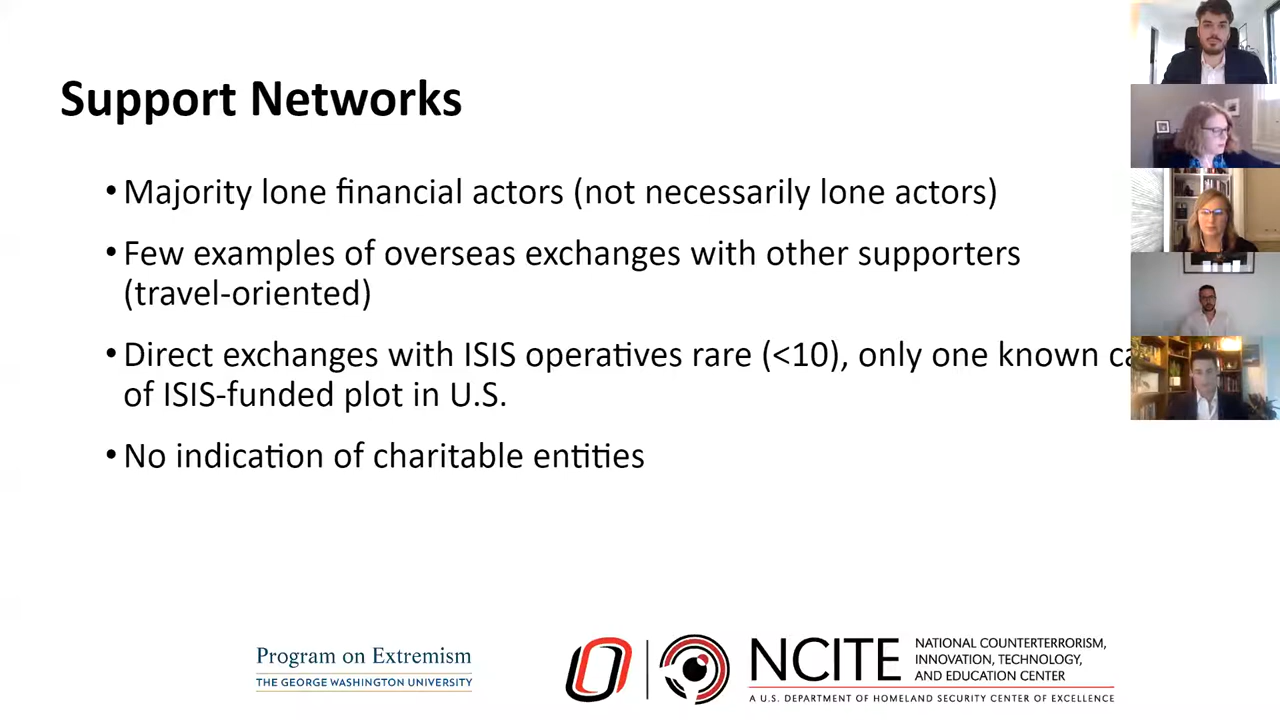 Support Networks
• Majority lone financial actors (not necessarily lone actors)
• Few examples of overseas exchanges with other supporters
(travel-oriented)
• Direct exchanges with ISIS operatives rare (<10), only one known
of ISIS-funded plot in U.S.
• No indication of charitable entities
Program on Extremism
THE GEORGE WASHINGTON UNIVERSITY
NCITE
NATIONAL COUNTERTERRORISM,
INNOVATION, TECHNOLOGY,
AND EDUCATION CENTER
A U.S. DEPARTMENT OF HOMELAND SECURITY CENTER OF EXCELLENCE